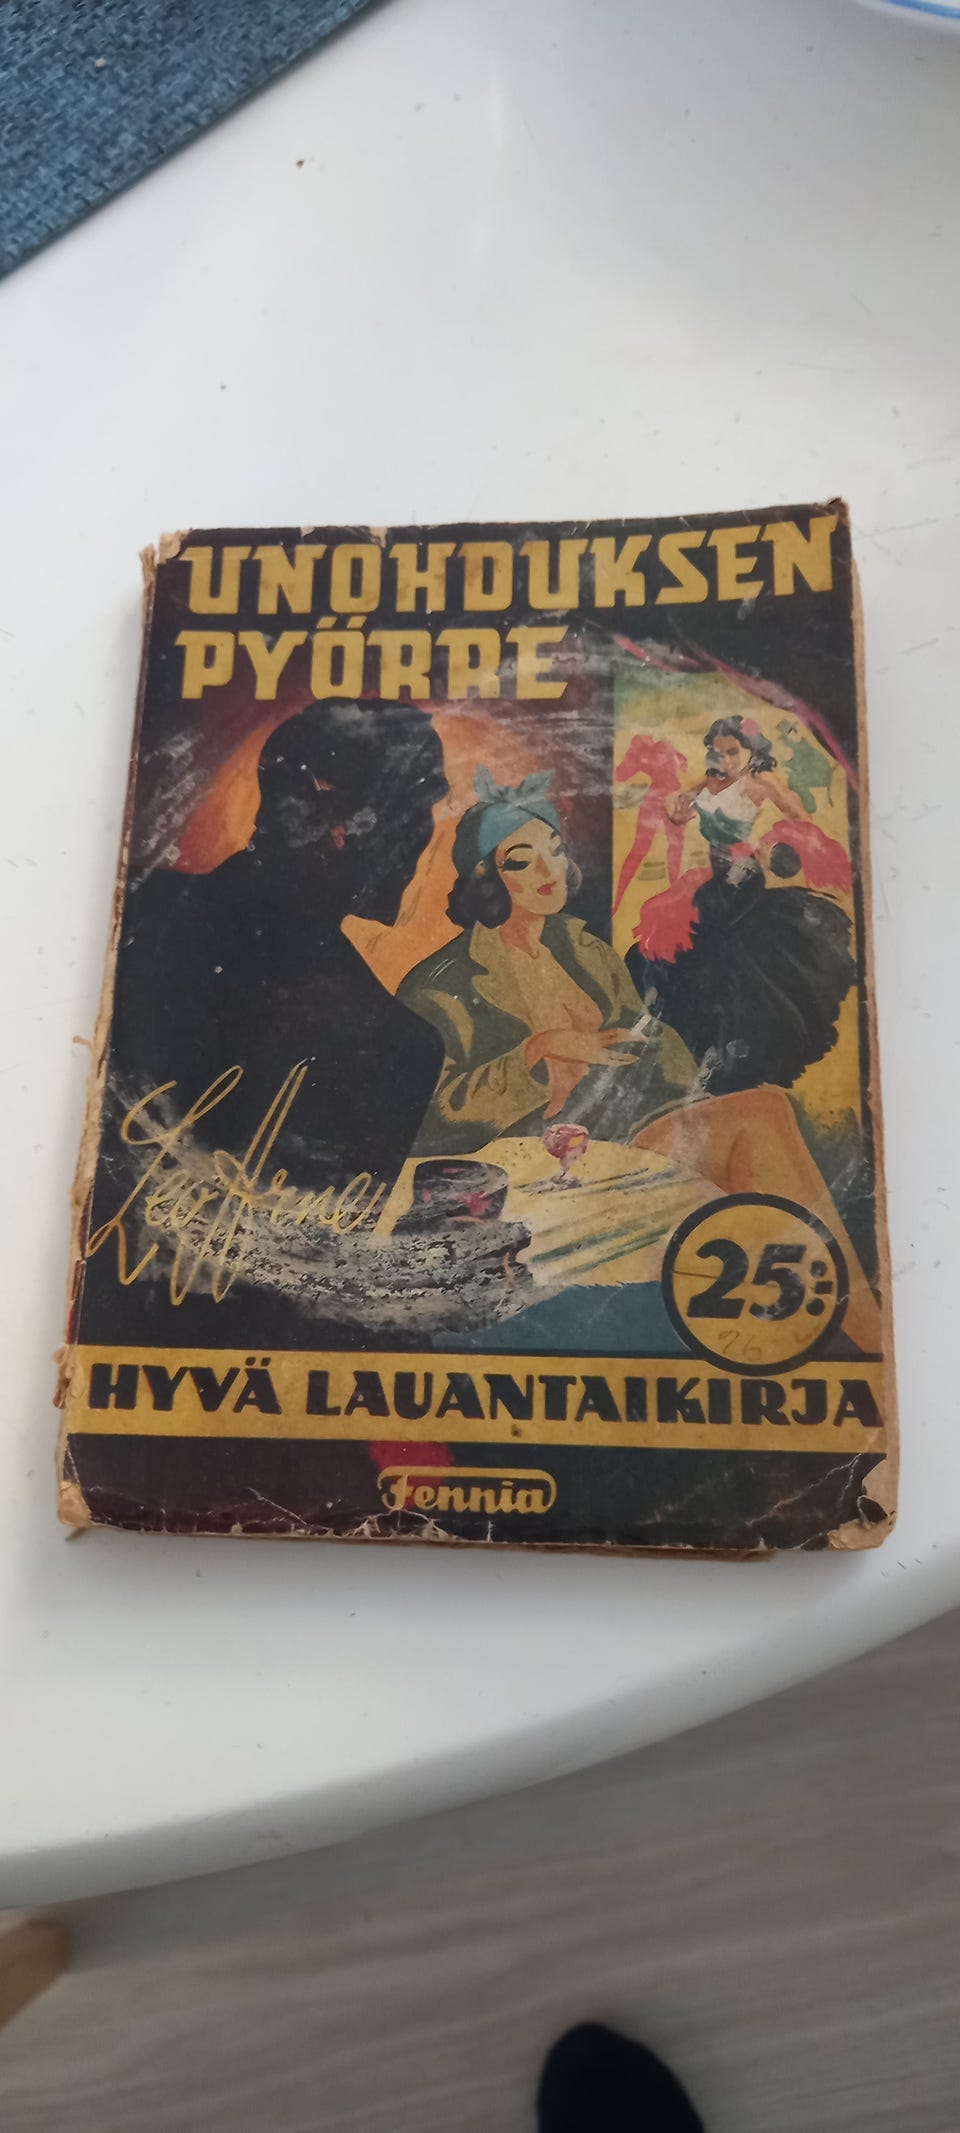 UNOHDUKSEN
PYÖRRE
Leo Arne
25:
26
HYVÄ LAUANTAIKIRJA
Fennia